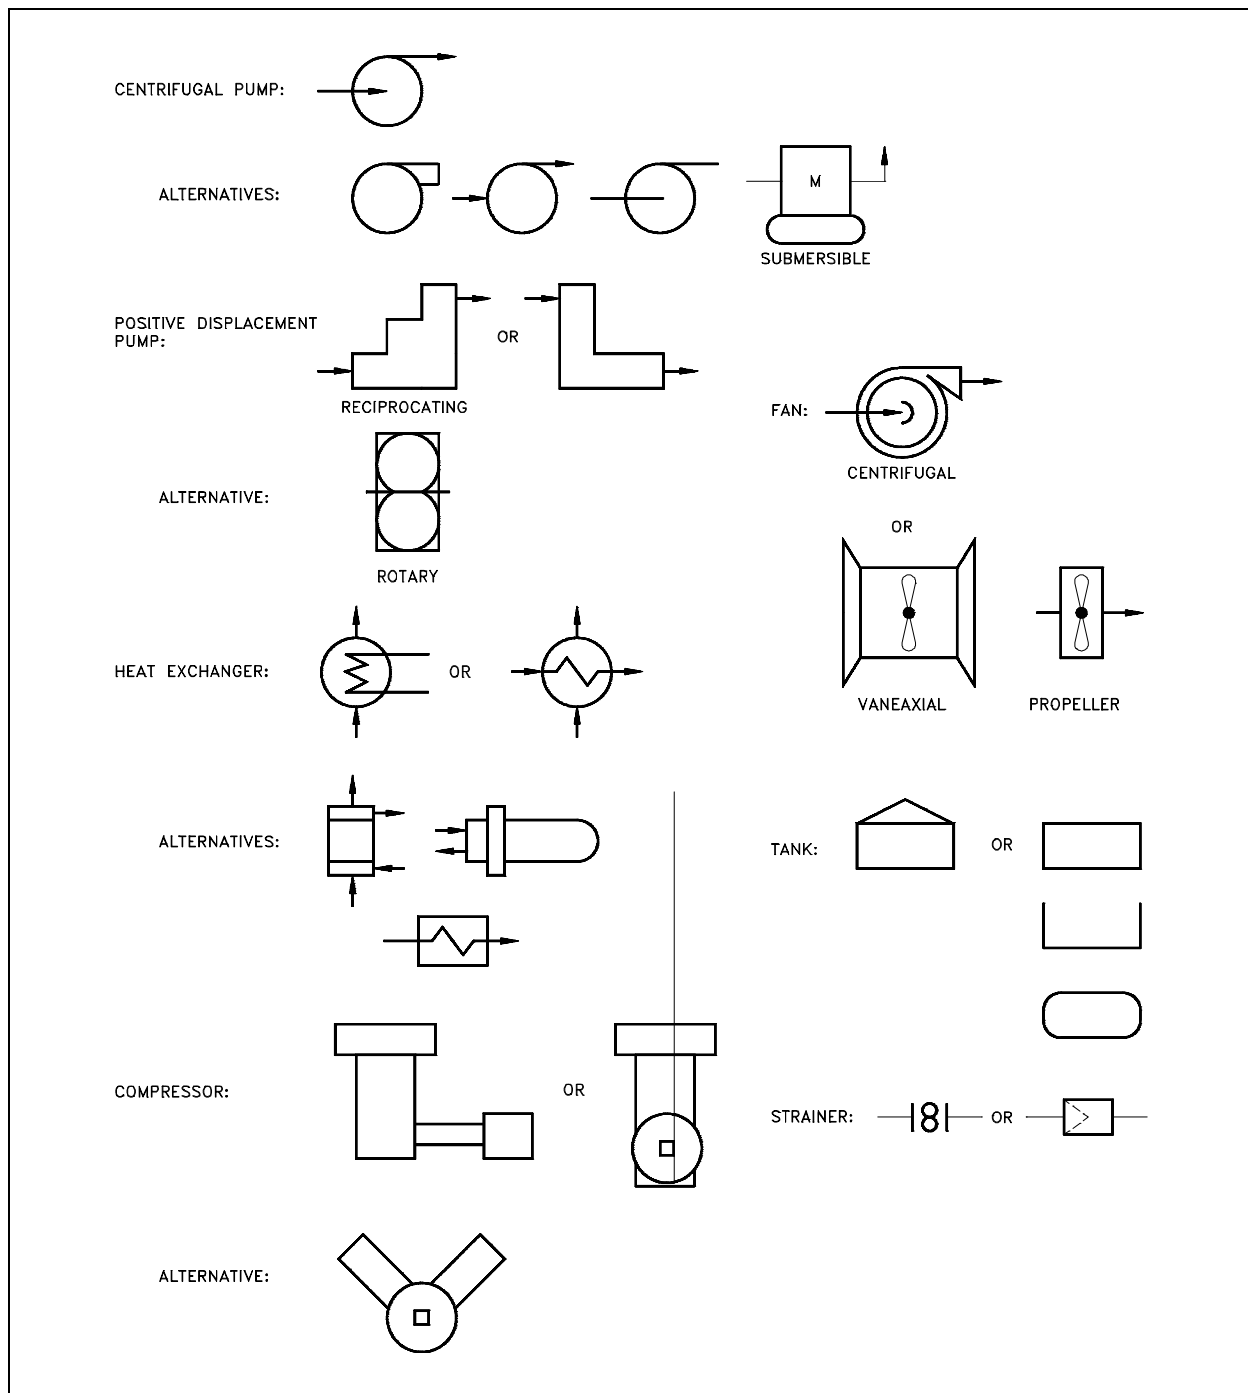 CENTRIFUGAL PUMP:
ALTERNATIVES:
M
SUBMERSIBLE
POSITIVE DISPLACEMENT
PUMP:
OR
RECIPROCATING
ALTERNATIVE:
ROTARY
HEAT EXCHANGER:
OR
ALTERNATIVES:
COMPRESSOR:
OR
ALTERNATIVE:
FAN:
CENTRIFUGAL
OR
VANEAXIAL
PROPELLER
TANK:
OR
STRAINER:
OR